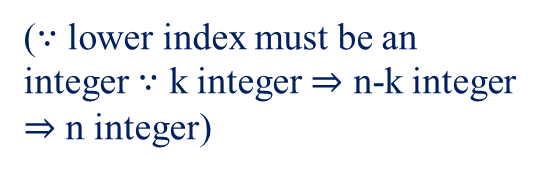 (∵ lower index must be an
integer ∵ k integer ⇒ n-k integer
⇒ n integer)